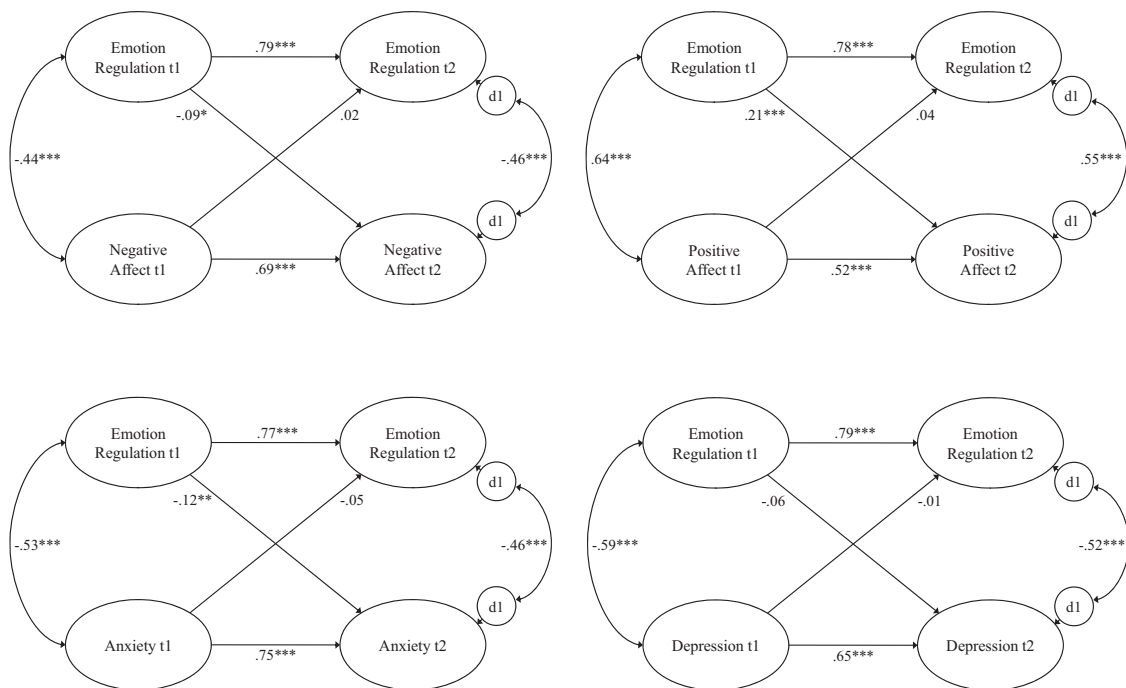 Emotion
Regulation t1
.79***
Emotion
Regulation t2
d1
-.09*
.02
-.44***
-.46***
d1
Negative
Affect t1
.69***
Negative
Affect t2
Emotion
Regulation t1
.78***
Emotion
Regulation t2
d1
.21***
.04
.64***
.55***
d1
Positive
Affect t1
.52***
Positive
Affect t2
Emotion
Regulation t1
.77***
Emotion
Regulation t2
d1
-.12**
-.05
-.53***
-.46***
d1
Anxiety t1
.75***
Anxiety t2
Emotion
Regulation t1
.79***
Emotion
Regulation t2
d1
-.06
-.01
-.59***
-.52***
d1
Depression t1
.65***
Depression t2